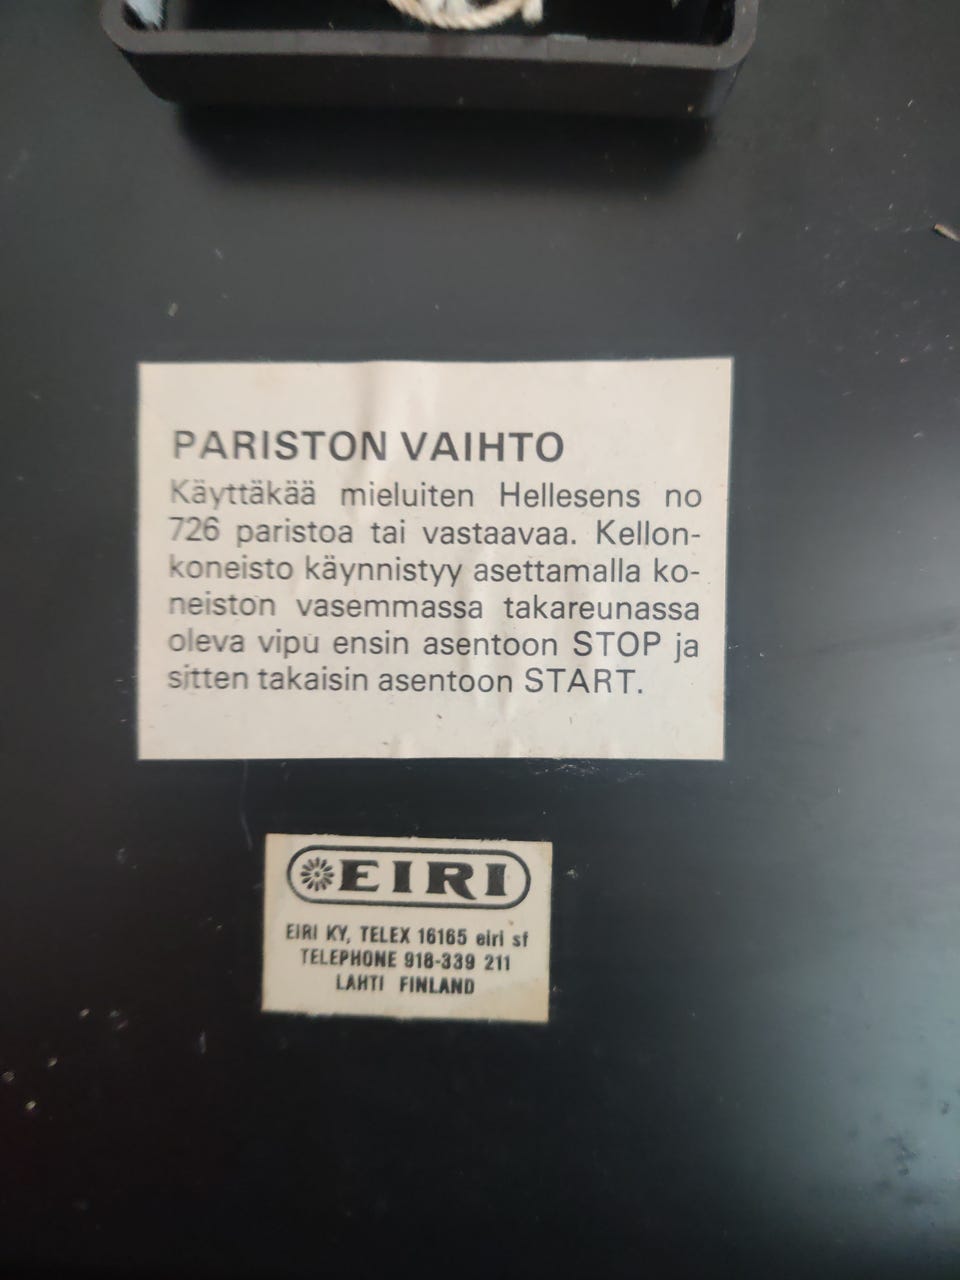 PARISTON VAIHTO
Käyttäkää mieluiten Hellesens no
726 paristoa tai vastaavaa. Kellon-
koneisto käynnistyy asettamalla ko-
neiston vasemmassa takareunassa
oleva vipu ensin asentoon STOP ja
sitten takaisin asentoon START.
EIRI
EIRI KY, TELEX 16165 eiri sf
TELEPHONE 918-339 211
LAHTI FINLAND